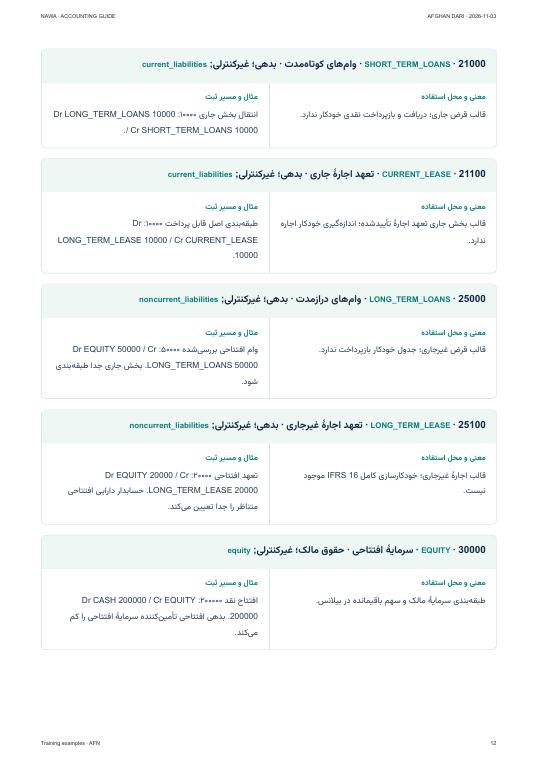 NAWA · ACCOUNTING GUIDE
AFGHAN DARI · 2026-11-03
21000 · SHORT_TERM_LOANS · وام‌های کوتاه‌مدت · بدهی؛ غیرکنترلی; current_liabilities
معنی و محل استفاده
قالب قرض جاری؛ دریافت و بازپرداخت نقدی خودکار ندارد.
مثال و مسیر ثبت
انتقال بخش جاری ۱۰۰۰۰: Dr LONG_TERM_LOANS 10000
/ Cr SHORT_TERM_LOANS 10000.
21100 · CURRENT_LEASE · تعهد اجارهٔ جاری · بدهی؛ غیرکنترلی; current_liabilities
معنی و محل استفاده
قالب بخش جاری تعهد اجارهٔ تأییدشده؛ اندازه‌گیری خودکار اجاره
ندارد.
مثال و مسیر ثبت
طبقه‌بندی اصل قابل پرداخت ۱۰۰۰۰: Dr
LONG_TERM_LEASE 10000 / Cr CURRENT_LEASE
10000.
25000 · LONG_TERM_LOANS · وام‌های درازمدت · بدهی؛ غیرکنترلی; noncurrent_liabilities
معنی و محل استفاده
قالب قرض غیرجاری؛ جدول خودکار بازپرداخت ندارد.
مثال و مسیر ثبت
وام افتتاحی بررسی‌شده ۵۰۰۰۰: Dr EQUITY 50000 / Cr
LONG_TERM_LOANS 50000. بخش جاری جدا طبقه‌بندی
شود.
25100 · LONG_TERM_LEASE · تعهد اجارهٔ غیرجاری · بدهی؛ غیرکنترلی; noncurrent_liabilities
معنی و محل استفاده
قالب اجارهٔ غیرجاری؛ خودکارسازی کامل IFRS 16 موجود
نیست.
مثال و مسیر ثبت
تعهد افتتاحی ۲۰۰۰۰: Dr EQUITY 20000 / Cr
LONG_TERM_LEASE 20000. حسابدار دارایی افتتاحی
متناظر را جدا تعیین می‌کند.
30000 · EQUITY · سرمایهٔ افتتاحی · حقوق مالک؛ غیرکنترلی; equity
معنی و محل استفاده
طبقه‌بندی سرمایهٔ مالک و سهم باقیمانده در بیلانس.
مثال و مسیر ثبت
افتتاح نقد ۲۰۰۰۰۰: Dr CASH 200000 / Cr EQUITY
200000. بدهی افتتاحی تأمین‌کننده سرمایهٔ افتتاحی را کم
می‌کند.
Training examples · AFN
12